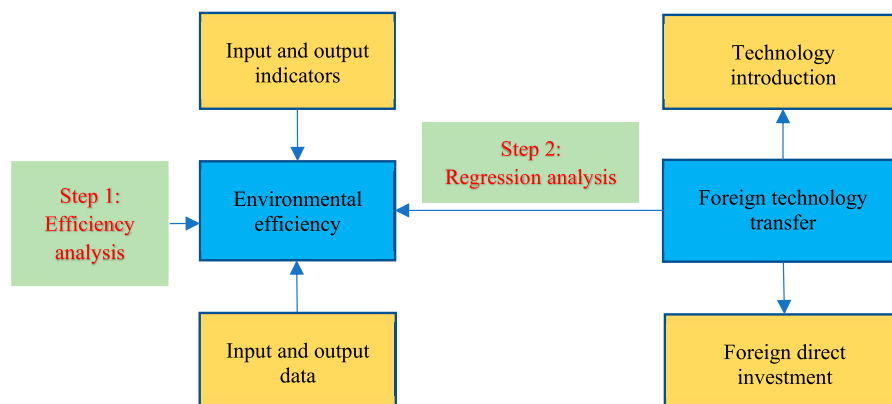 Input and output
indicators
Technology
introduction
Step 2:
Regression analysis
Step 1:
Efficiency
analysis
Environmental
efficiency
Foreign technology
transfer
Input and output
data
Foreign direct
investment